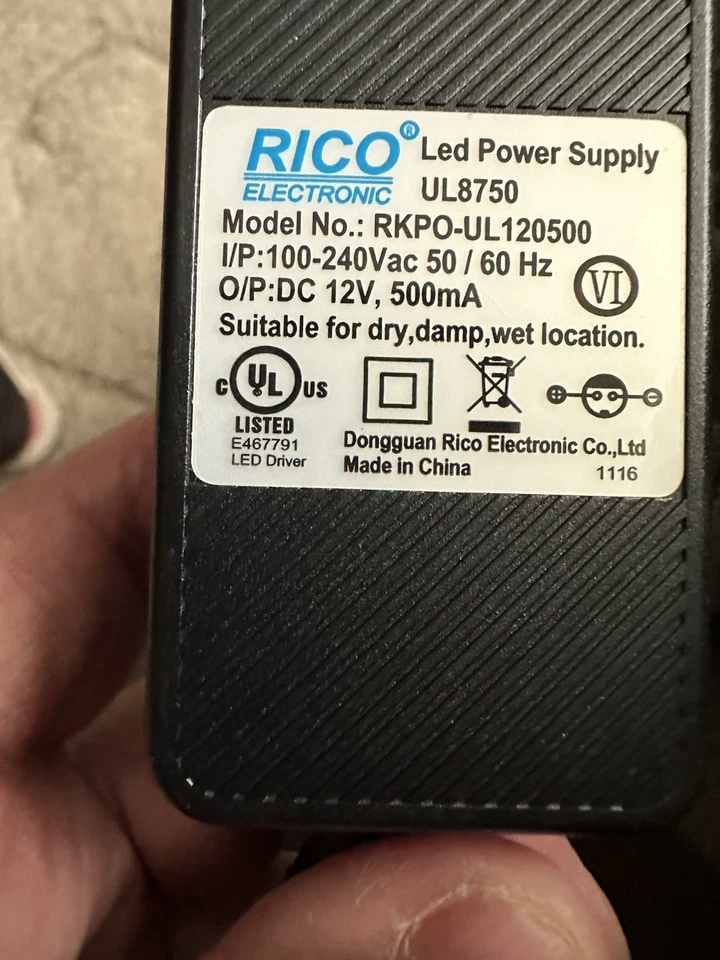 RICO® Led Power Supply
ELECTRONIC UL8750
Model No.: RKPO-UL120500
I/P:100-240Vac 50 / 60 Hz
O/P:DC 12V, 500mA
VI
Suitable for dry,damp,wet location.
c UL US
LISTED
E467791
LED Driver
Dongguan Rico Electronic Co.,Ltd
Made in China
1116